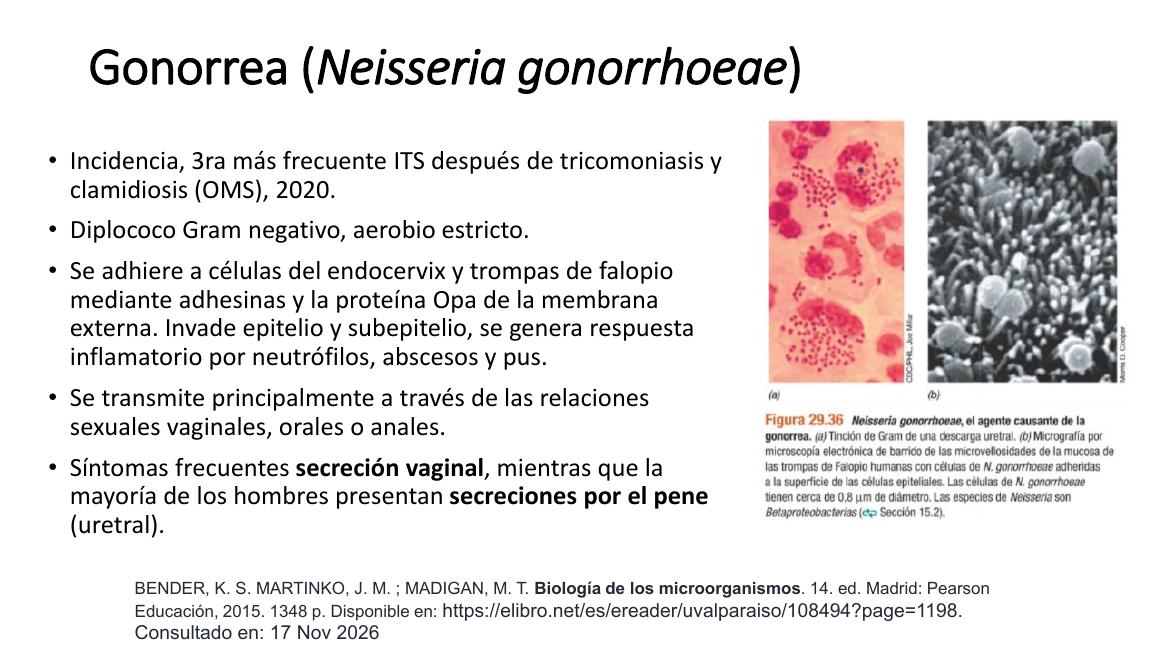 Gonorrea (Neisseria gonorrhoeae)
• Incidencia, 3ra más frecuente ITS después de tricomoniasis y
clamidiosis (OMS), 2020.
• Diplococo Gram negativo, aerobio estricto.
• Se adhiere a células del endocervix y trompas de falopio
mediante adhesinas y la proteína Opa de la membrana
externa. Invade epitelio y subepitelio, se genera respuesta
inflamatorio por neutrófilos, abscesos y pus.
• Se transmite principalmente a través de las relaciones
sexuales vaginales, orales o anales.
• Síntomas frecuentes secreción vaginal, mientras que la
mayoría de los hombres presentan secreciones por el pene
(uretral).
CDC/PHIL, Joe Millar
Morris D. Cooper
(a)
(b)
Figura 29.36 Neisseria gonorrhoeae, el agente causante de la
gonorrea. (a) Tinción de Gram de una descarga uretral. (b) Micrografía por
microscopía electrónica de barrido de las microvellosidades de la mucosa de
las trompas de Falopio humanas con células de N. gonorrhoeae adheridas
a la superficie de las células epiteliales. Las células de N. gonorrhoeae
tienen cerca de 0,8 μm de diámetro. Las especies de Neisseria son
Betaproteobacterias (Sección 15.2).
BENDER, K. S. MARTINKO, J. M. ; MADIGAN, M. T. Biología de los microorganismos. 14. ed. Madrid: Pearson
Educación, 2015. 1348 p. Disponible en: https://elibro.net/es/ereader/uvalparaiso/108494?page=1198.
Consultado en: 17 Nov 2026